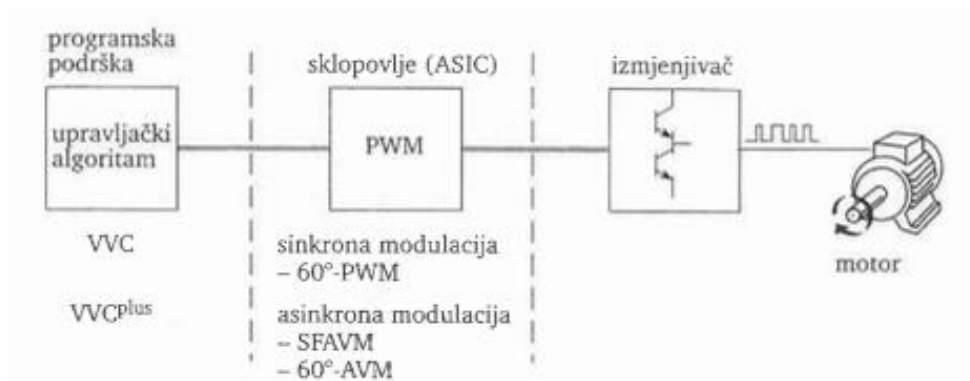 programska
podrška
upravljački
algoritam
VVC
VVCplus
sklopovlje (ASIC)
PWM
sinkrona modulacija
– 60°-PWM
asinkrona modulacija
– SFAVM
– 60°-AVM
izmjenjivač
motor